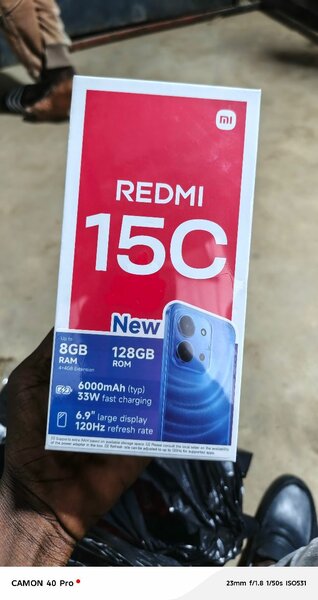 mi
REDMI
15C
New
Up to
8GB
RAM
4+4GB Extension
128GB
ROM
6000mAh (typ)
33W fast charging
6.9" large display
120Hz refresh rate
CAMON 40 Pro
23mm f/1.8 1/50s ISO531